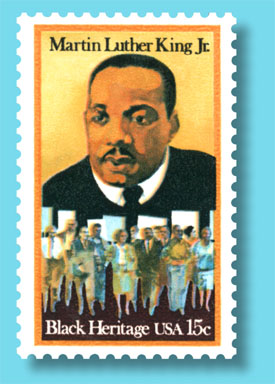 Martin Luther King Jr.
Black Heritage USA 15c